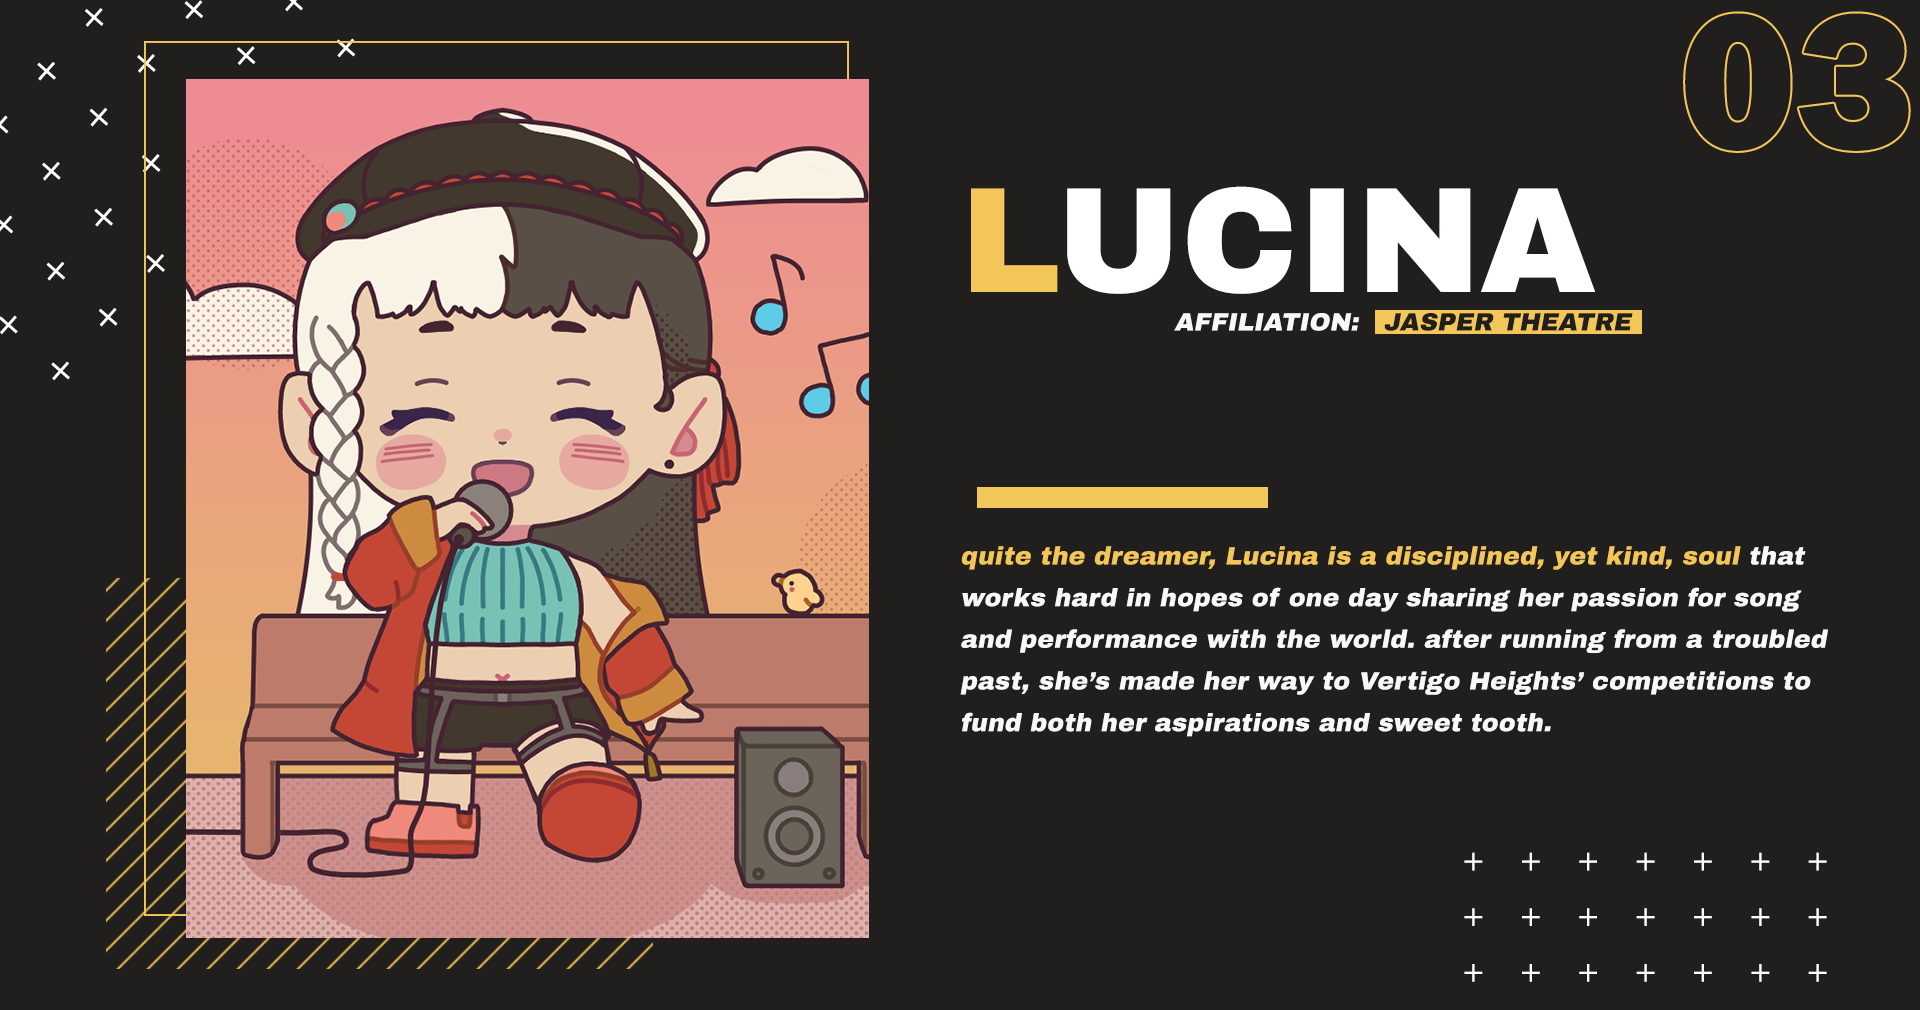 03
LUCINA
AFFILIATION: JASPER THEATRE
quite the dreamer, Lucina is a disciplined, yet kind, soul that
works hard in hopes of one day sharing her passion for song
and performance with the world. after running from a troubled
past, she’s made her way to Vertigo Heights’ competitions to
fund both her aspirations and sweet tooth.